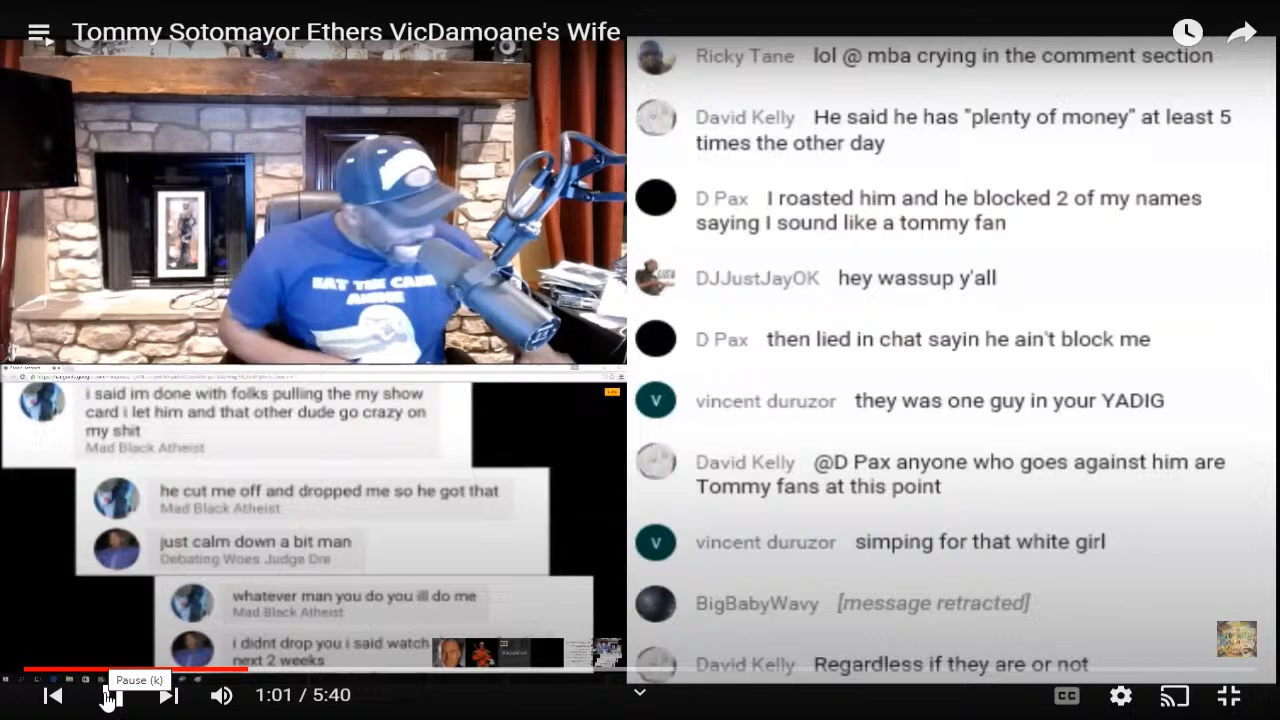 Tommy Sotomayor Ethers VicDamoane's Wife
EAT THE CAKE
ANIME
i said im done with folks pulling the my show
card i let him and that other dude go crazy on
my shit
Mad Black Atheist
he cut me off and dropped me so he got that
Mad Black Atheist
just calm down a bit man
Debating Woes Judge Dre
whatever man you do you ill do me
Mad Black Atheist
i didnt drop you i said watch
next 2 weeks
Ricky Tane lol @ mba crying in the comment section
David Kelly He said he has "plenty of money" at least 5
times the other day
D Pax I roasted him and he blocked 2 of my names
saying I sound like a tommy fan
DJJustJayOK hey wassup y'all
D Pax then lied in chat sayin he ain't block me
V vincent duruzor they was one guy in your YADIG
David Kelly @D Pax anyone who goes against him are
Tommy fans at this point
V vincent duruzor simping for that white girl
BigBabyWavy [message retracted]
David Kelly Regardless if they are or not
Pause (k)
1:01 / 5:40
CC